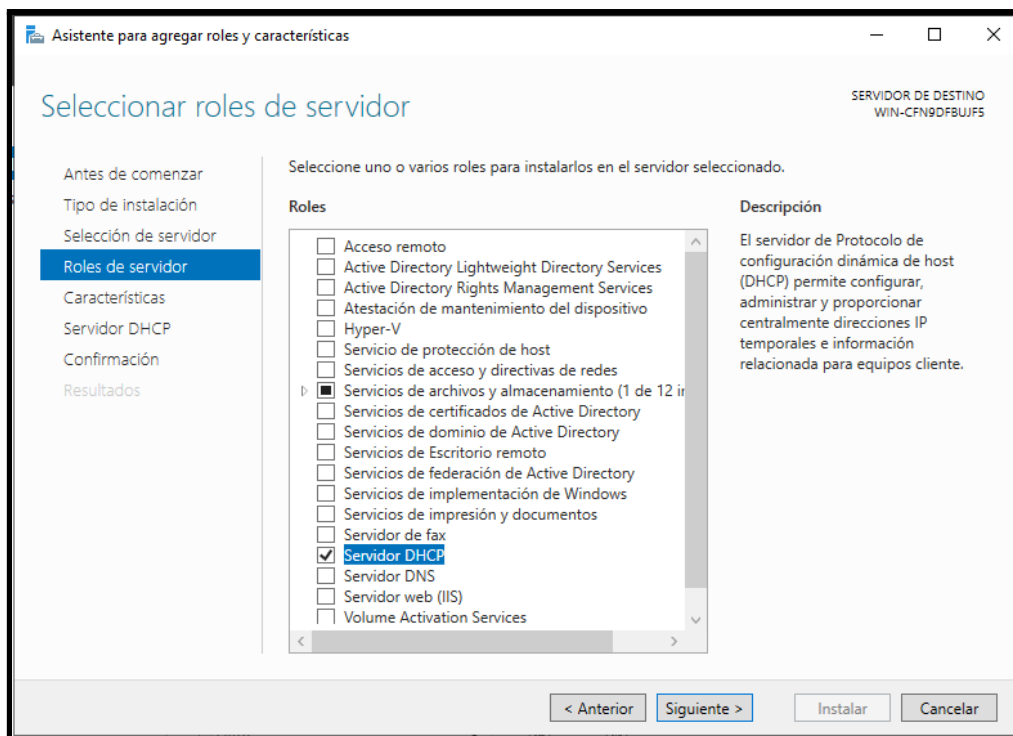 Asistente para agregar roles y características
Seleccionar roles de servidor
SERVIDOR DE DESTINO
WIN-CFN9DFBUJF5
Antes de comenzar
Tipo de instalación
Selección de servidor
Roles de servidor
Características
Servidor DHCP
Confirmación
Resultados
Seleccione uno o varios roles para instalarlos en el servidor seleccionado.
Roles
Acceso remoto
Active Directory Lightweight Directory Services
Active Directory Rights Management Services
Atestación de mantenimiento del dispositivo
Hyper-V
Servicio de protección de host
Servicios de acceso y directivas de redes
Servicios de archivos y almacenamiento (1 de 12 in
Servicios de certificados de Active Directory
Servicios de dominio de Active Directory
Servicios de Escritorio remoto
Servicios de federación de Active Directory
Servicios de implementación de Windows
Servicios de impresión y documentos
Servidor de fax
Servidor DHCP
Servidor DNS
Servidor web (IIS)
Volume Activation Services
Descripción
El servidor de Protocolo de
configuración dinámica de host
(DHCP) permite configurar,
administrar y proporcionar
centralmente direcciones IP
temporales e información
relacionada para equipos cliente.
< Anterior
Siguiente >
Instalar
Cancelar